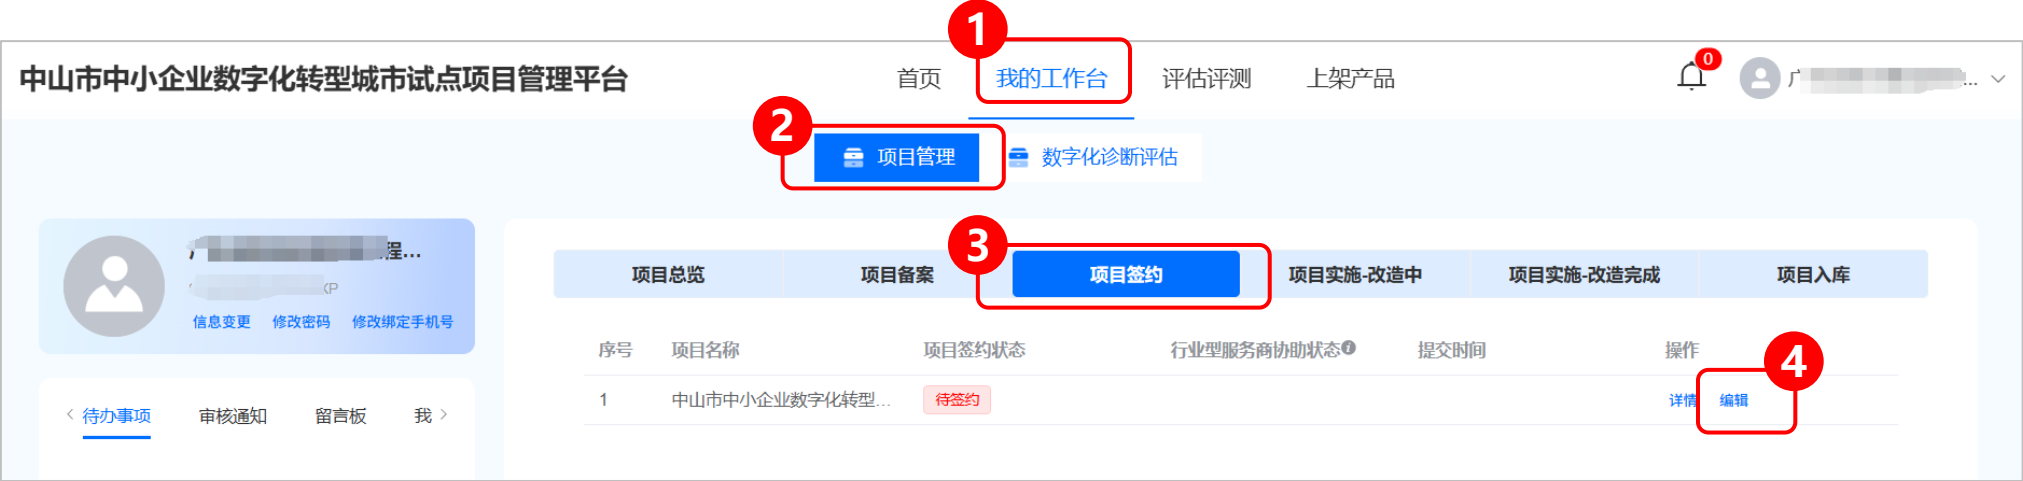 1
中山市中小企业数字化转型城市试点项目管理平台
首页 我的工作台 评估评测 上架产品
0
广 ...
2
项目管理 数字化诊断评估
程...
XP
信息变更 修改密码 修改绑定手机号
待办事项 审核通知 留言板 我
3
项目总览 项目备案 项目签约 项目实施-改造中 项目实施-改造完成 项目入库
序号 项目名称 项目签约状态 行业型服务商协助状态 提交时间 操作
4
1 中山市中小企业数字化转型... 待签约 详情 编辑